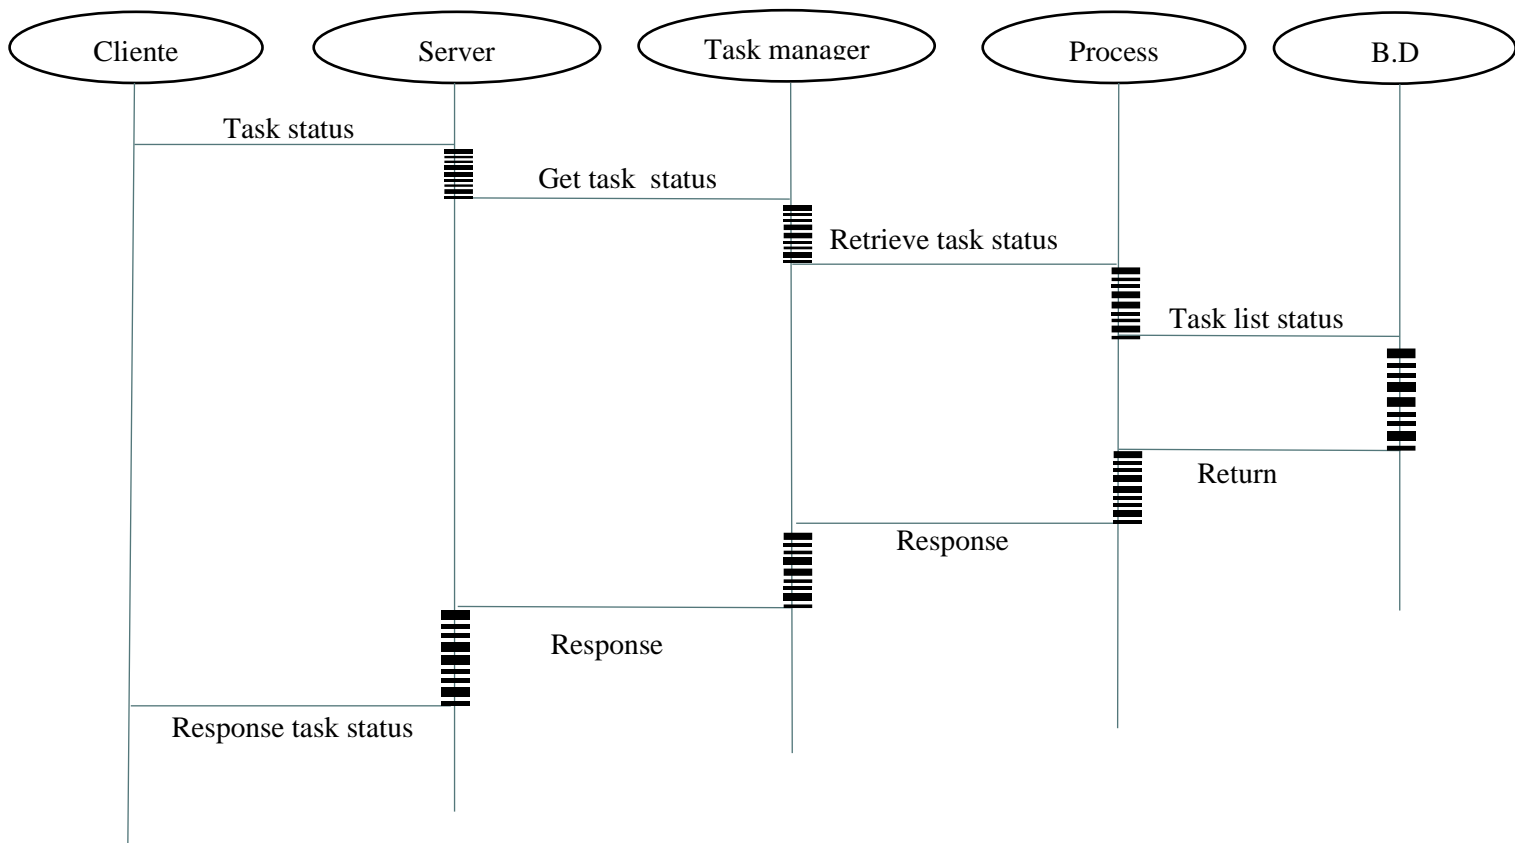 Cliente
Server
Task manager
Process
B.D
Task status
Get task  status
Retrieve task status
Task list status
Return
Response
Response
Response task status